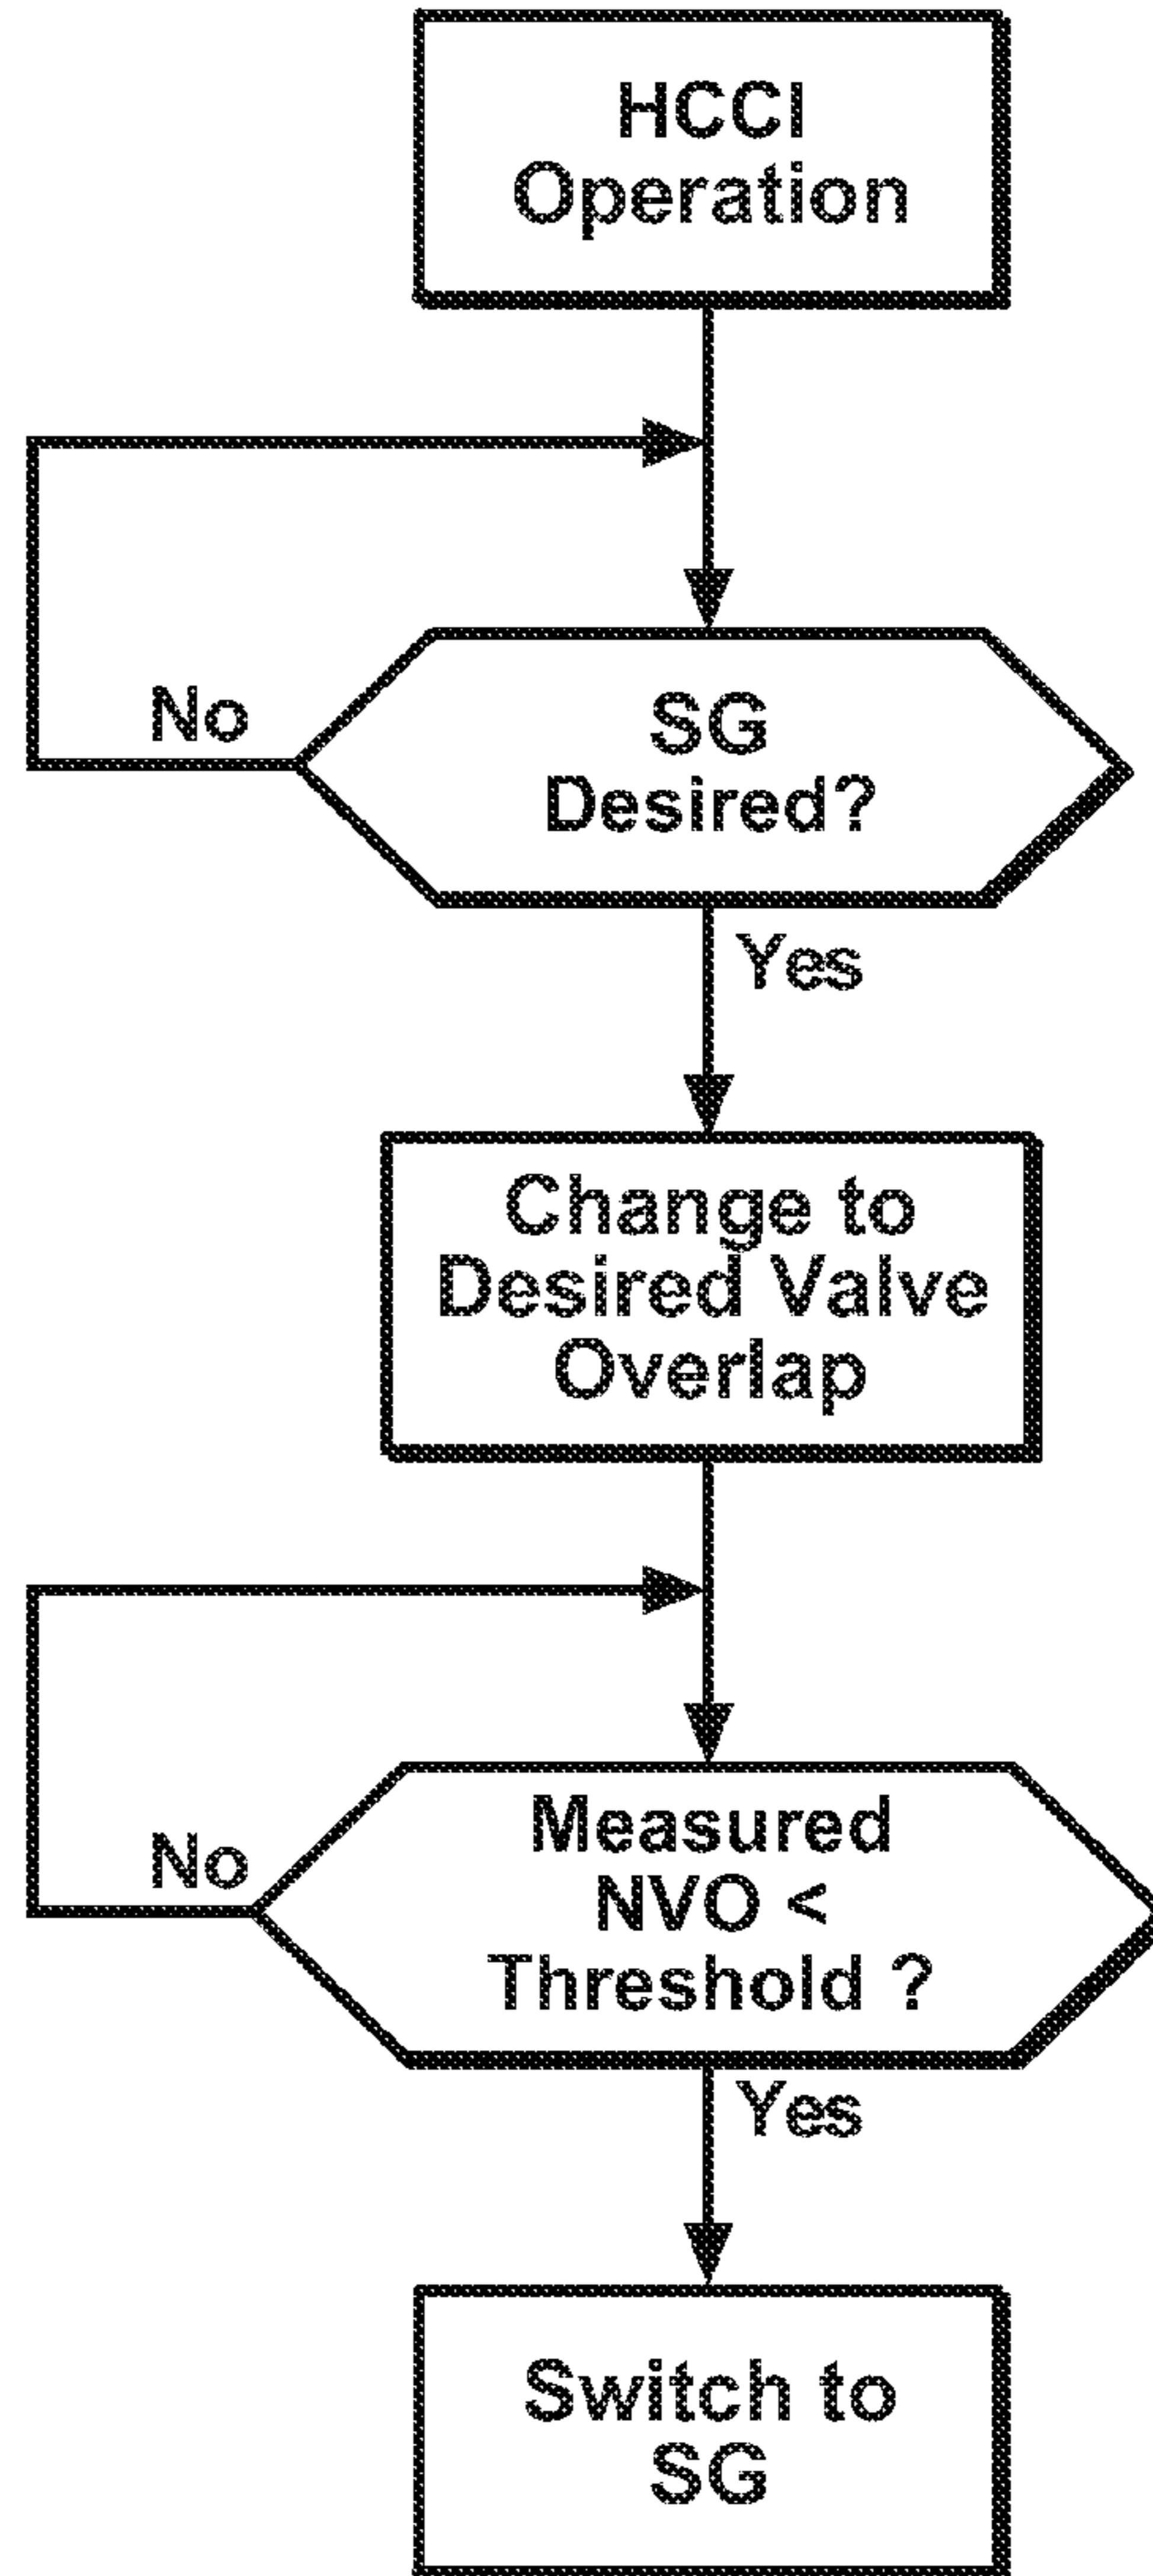 HCCI
Operation
No
SG
Desired?
Yes
Change to
Desired Valve
Overlap
No
Measured
NVO <
Threshold ?
Yes
Switch to
SG